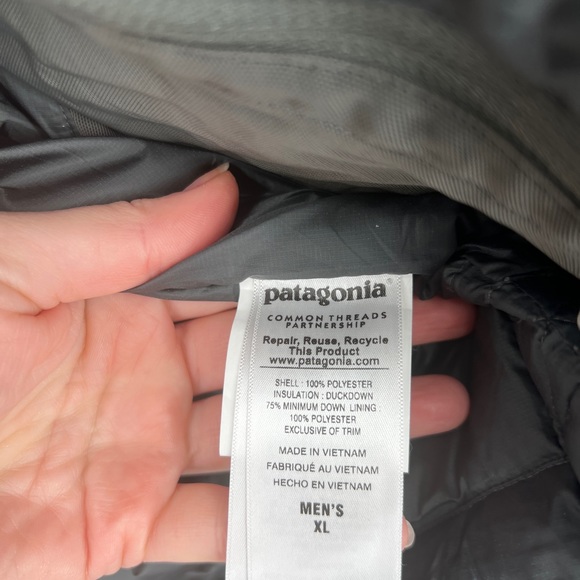 patagonia
COMMON THREADS
PARTNERSHIP
Repair, Reuse, Recycle
This Product
www.patagonia.com
SHELL : 100% POLYESTER
INSULATION : DUCKDOWN
75% MINIMUM DOWN LINING :
100% POLYESTER
EXCLUSIVE OF TRIM
MADE IN VIETNAM
FABRIQUÉ AU VIETNAM
HECHO EN VIETNAM
MEN'S
XL